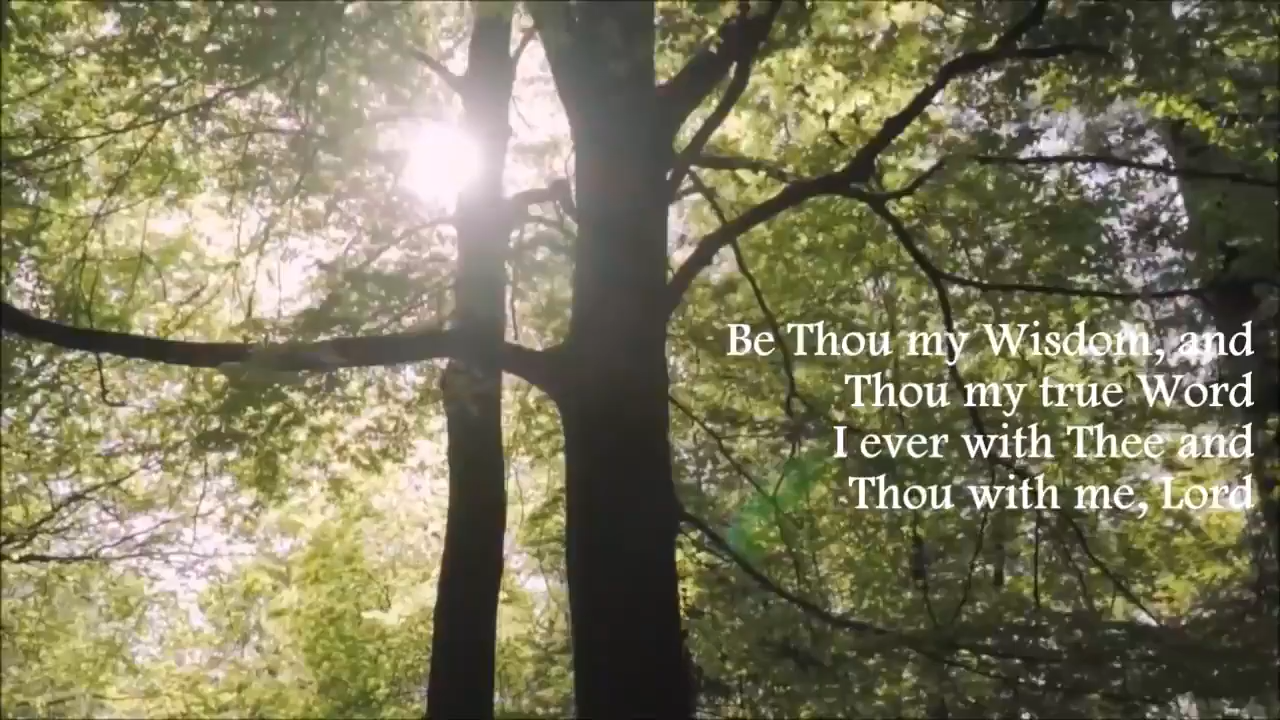 Be Thou my Wisdom, and
Thou my true Word
I ever with Thee and
Thou with me, Lord